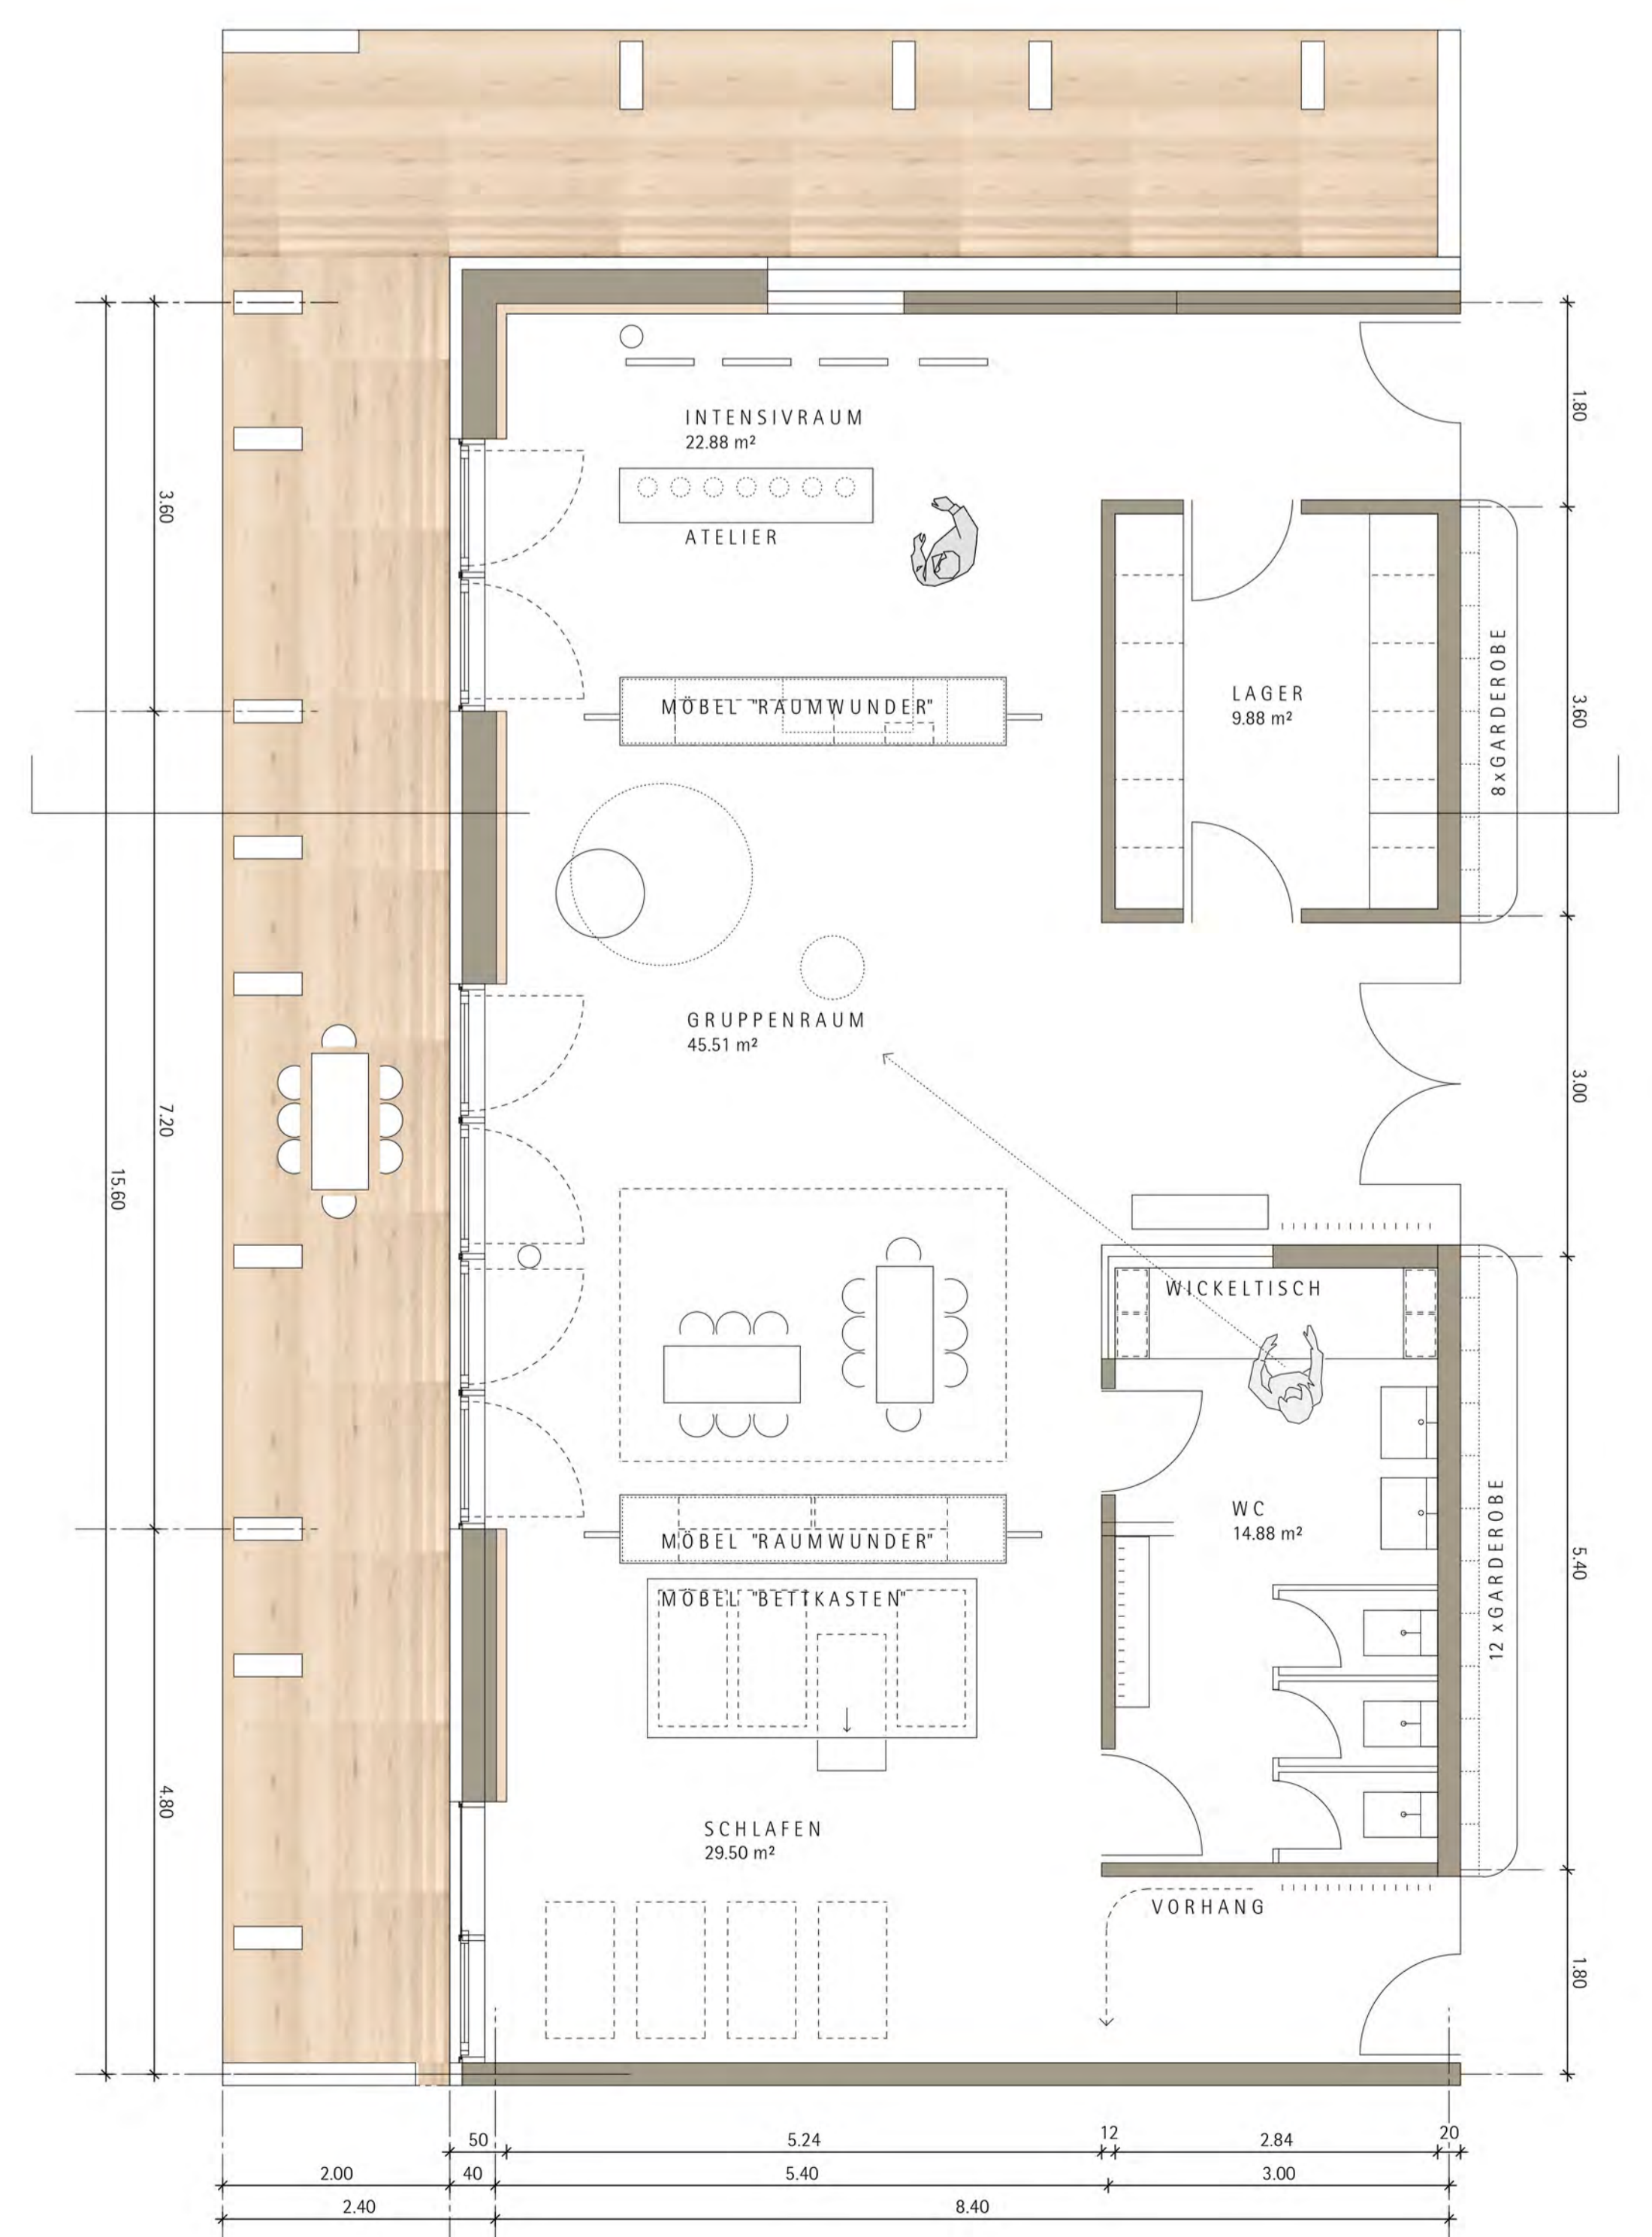 INTENSIVRAUM
22.88 m²
ATELIER
MÖBEL "RAUMWUNDER"
LAGER
9.88 m²
8xGARDEROBE
GRUPPENRAUM
45.51 m²
WICKELTISCH
WC
14.88 m²
12 xGARDEROBE
MÖBEL "RAUMWUNDER"
MÖBEL "BETTKASTEN"
SCHLAFEN
29.50 m²
VORHANG
3.60
7.20
15.60
4.80
1.80
3.60
3.00
5.40
1.80
50
5.24
12
2.84
20
2.00
40
5.40
3.00
2.40
8.40